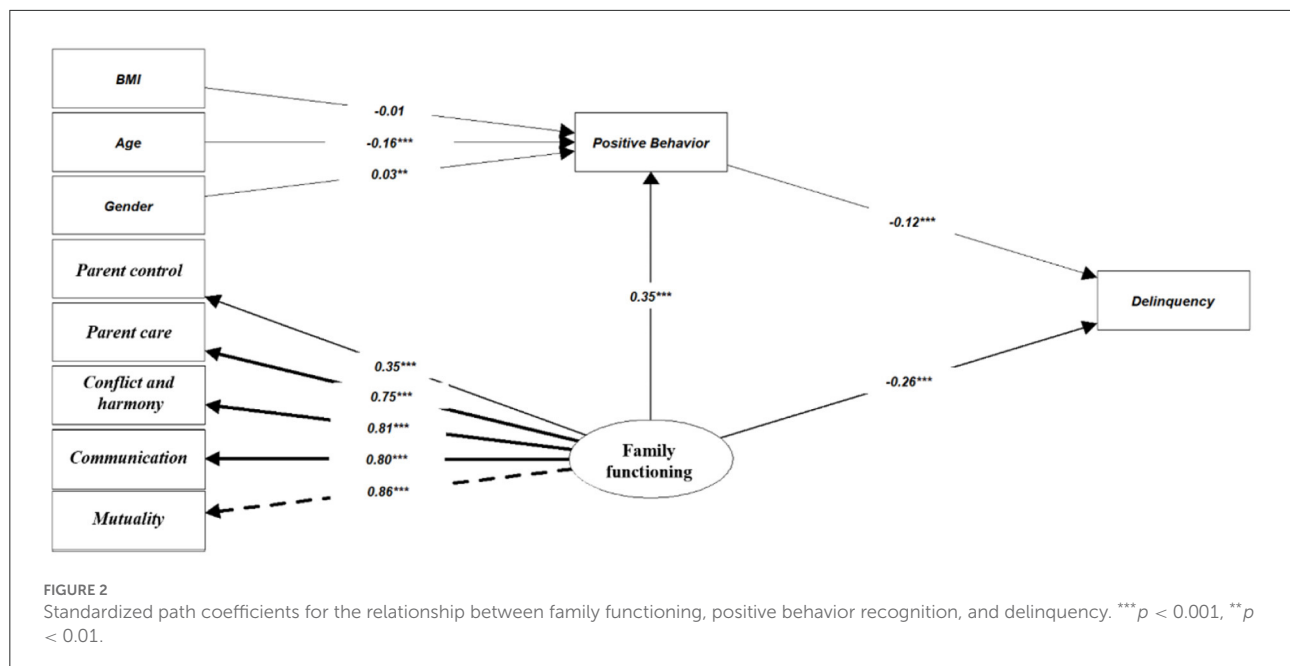 BMI
-0.01
Age
-0.16***
Positive Behavior
0.03**
Gender
-0.12***
Parent control
Delinquency
0.35***
Parent care
0.35***
-0.26***
0.75***
Conflict and
harmony
0.81***
Family
functioning
Communication
0.80***
0.86***
Mutuality
FIGURE 2
Standardized path coefficients for the relationship between family functioning, positive behavior recognition, and delinquency. ***p < 0.001, **p
< 0.01.